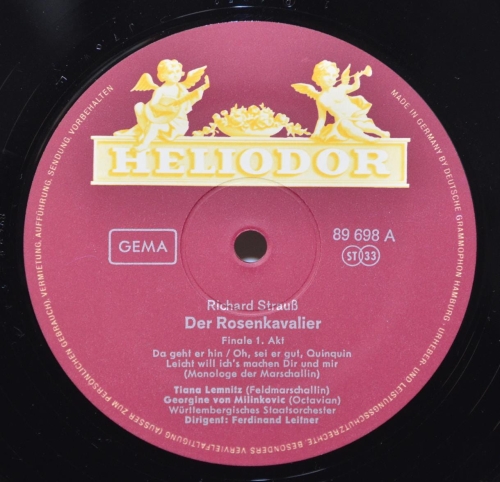 HELIODOR
GEMA
89 698 A
ST 33
Richard Strauß
Der Rosenkavalier
Finale 1. Akt
Da geht er hin / Oh, sei er gut, Quinquin
Leicht will ich's machen Dir und mir
(Monologe der Marschallin)
Tiana Lemnitz (Feldmarschallin)
Georgine von Milinkovic (Octavian)
Württembergisches Staatsorchester
Dirigent: Ferdinand Leitner
MADE IN GERMANY BY DEUTSCHE GRAMMOPHON HAMBURG · URHEBER- UND LEISTUNGSSCHUTZRECHTE, BESONDERS VERVIELFÄLTIGUNG (AUSSER ZUM PERSÖNLICHEN GEBRAUCH), VERMIETUNG, AUFFÜHRUNG, SENDUNG, VORBEHALTEN